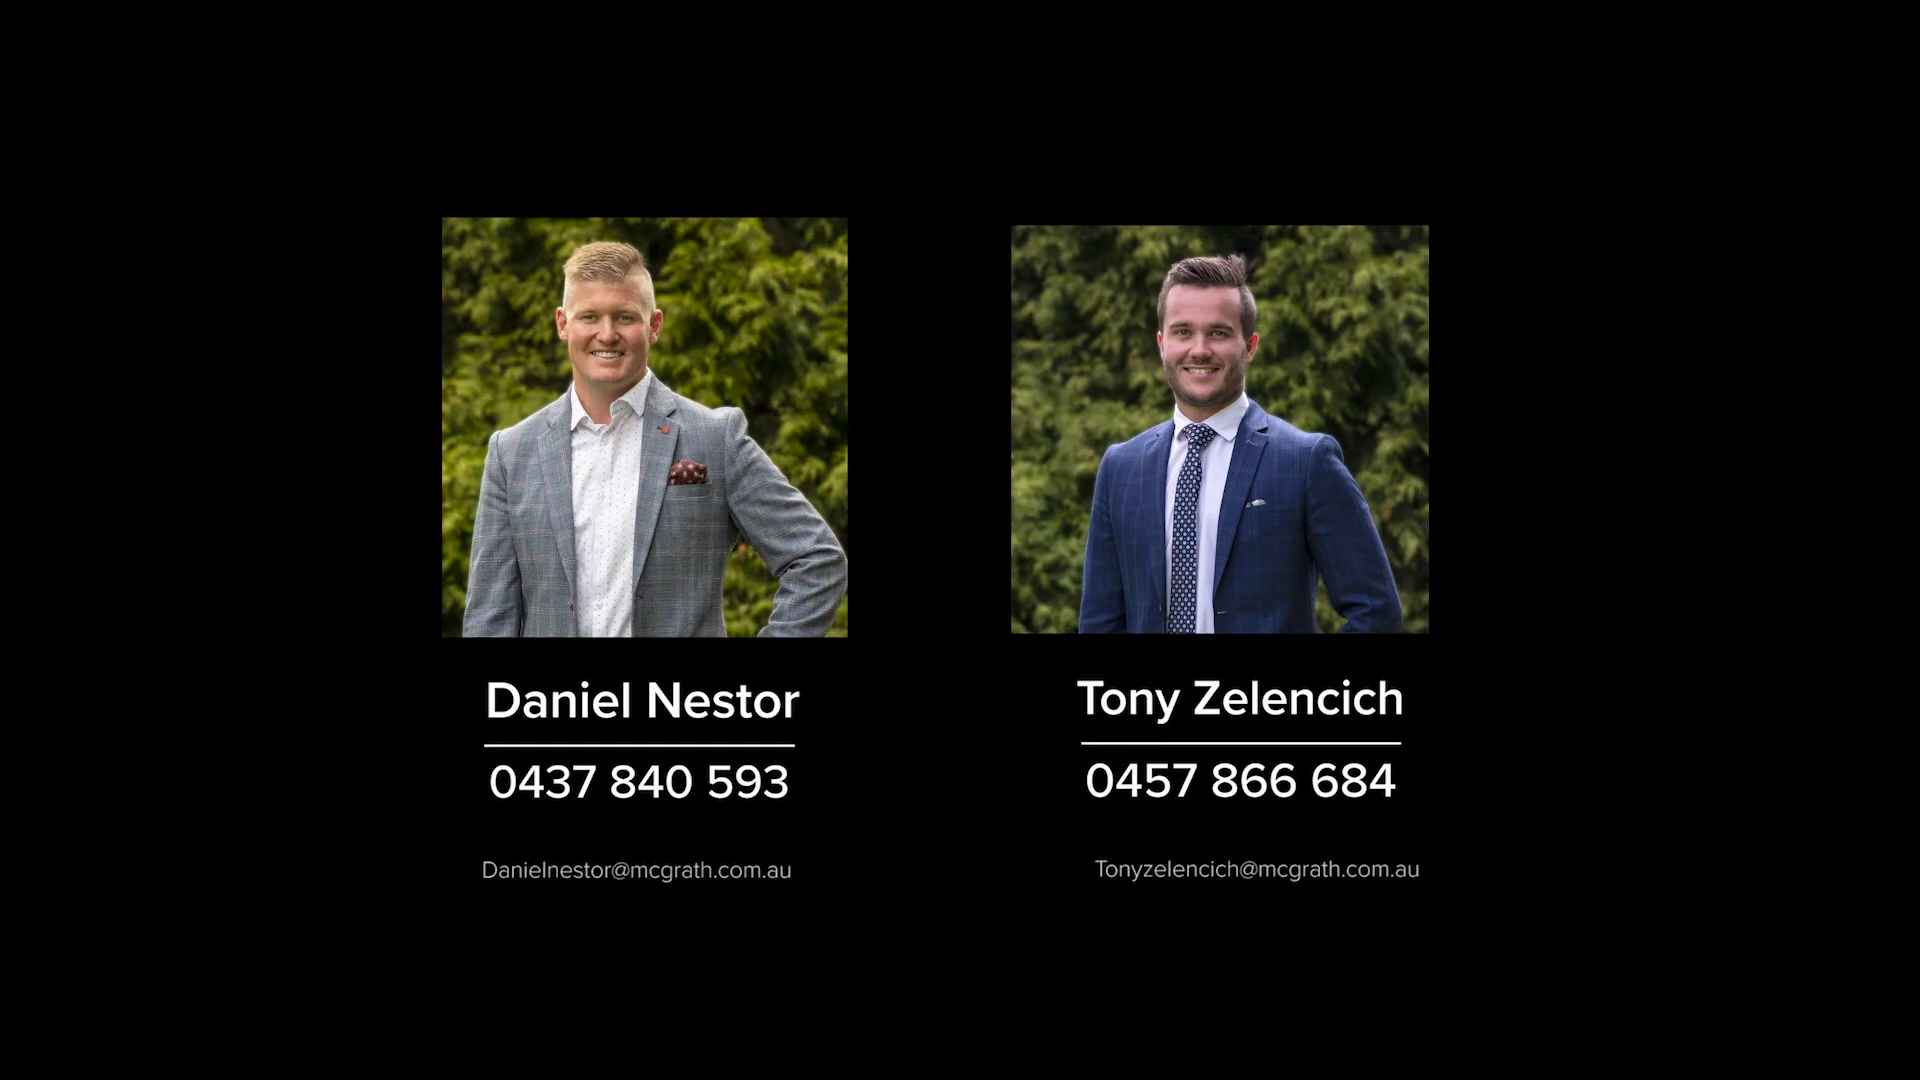 Daniel Nestor
0437 840 593
Danielnestor@mcgrath.com.au
Tony Zelencich
0457 866 684
Tonyzelencich@mcgrath.com.au